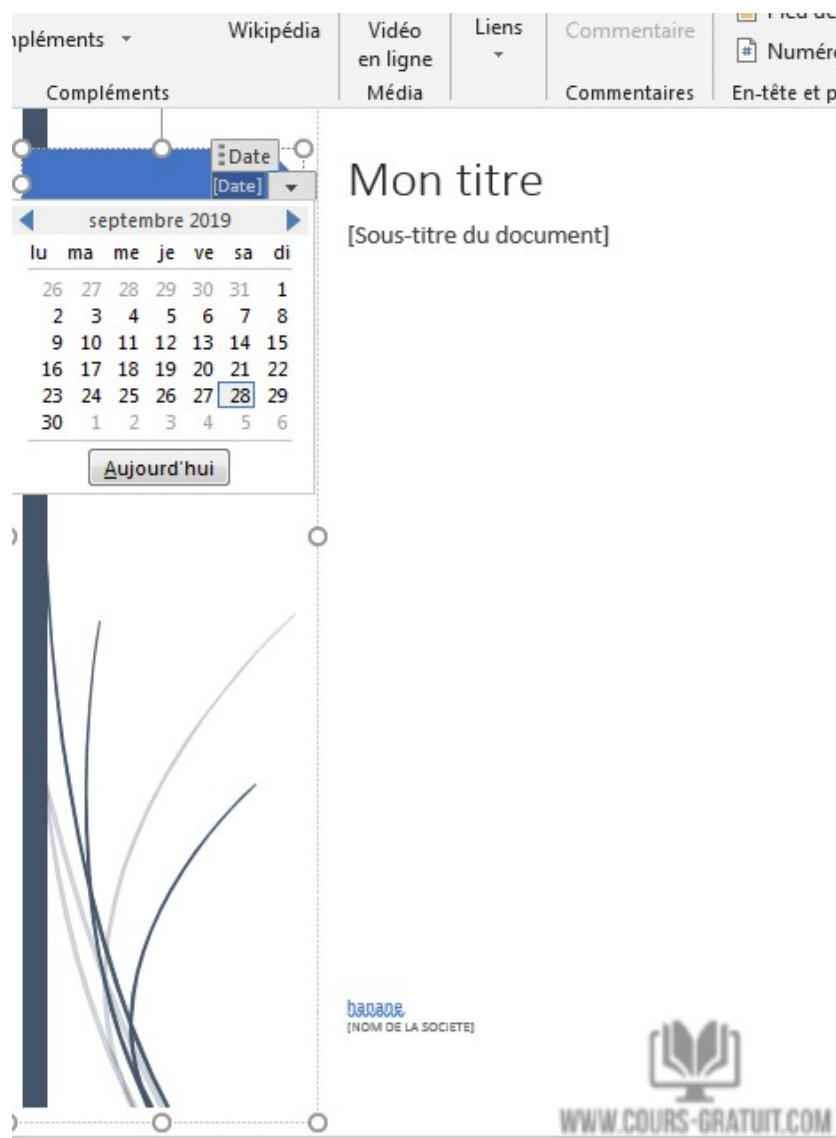 Wikipédia
Vidéo
en ligne
Liens
Commentaire
Numéro
Compléments
Média
Commentaires
En-tête et p
Date
[Date]
septembre 2019
lu ma me je ve sa di
26 27 28 29 30 31 1
2 3 4 5 6 7 8
9 10 11 12 13 14 15
16 17 18 19 20 21 22
23 24 25 26 27 28 29
30 1 2 3 4 5 6
Aujourd'hui
Mon titre
[Sous-titre du document]
hanane
[NOM DE LA SOCIETE]
WWW.COURS-GRATUIT.COM